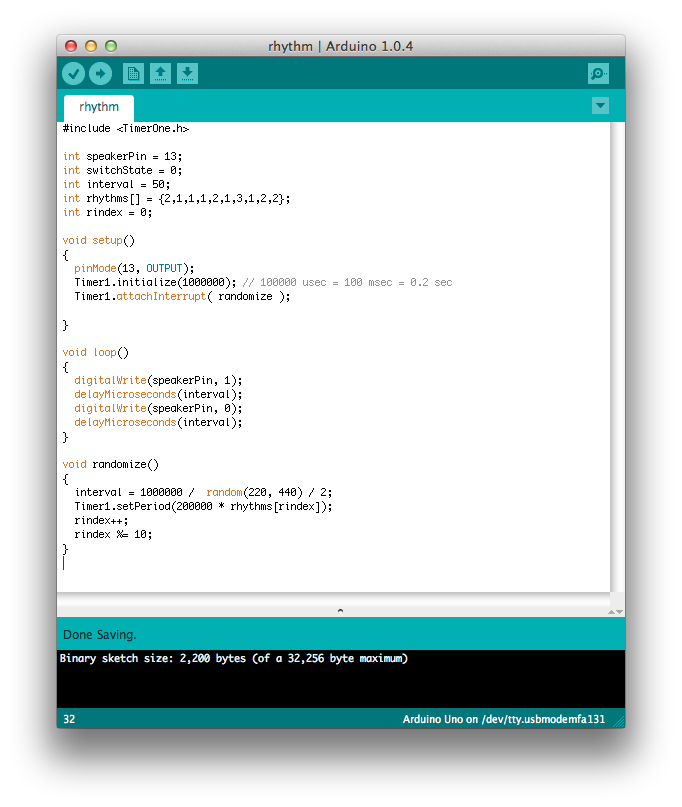 rhythm | Arduino 1.0.4
rhythm
#include <TimerOne.h>
int speakerPin = 13;
int switchState = 0;
int interval = 50;
int rhythms[] = {2,1,1,1,2,1,3,1,2,2};
int rindex = 0;
void setup()
{
  pinMode(13, OUTPUT);
  Timer1.initialize(1000000); // 100000 usec = 100 msec = 0.2 sec
  Timer1.attachInterrupt( randomize );
}
void loop()
{
  digitalWrite(speakerPin, 1);
  delayMicroseconds(interval);
  digitalWrite(speakerPin, 0);
  delayMicroseconds(interval);
}
void randomize()
{
  interval = 1000000 /  random(220, 440) / 2;
  Timer1.setPeriod(200000 * rhythms[rindex]);
  rindex++;
  rindex %= 10;
}
Done Saving.
Binary sketch size: 2,200 bytes (of a 32,256 byte maximum)
32 Arduino Uno on /dev/tty.usbmodemfa131